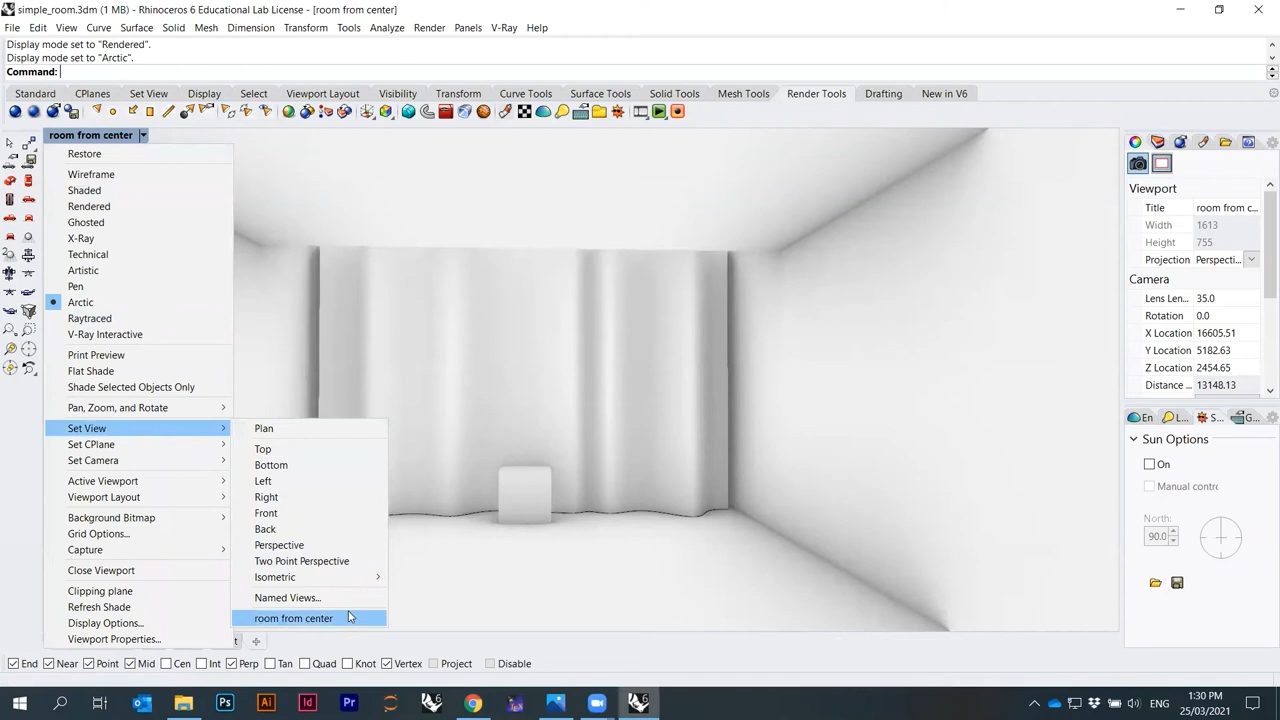 simple_room.3dm (1 MB) - Rhinoceros 6 Educational Lab License - [room from center]
File Edit View Curve Surface Solid Mesh Dimension Transform Tools Analyze Render Panels V-Ray Help
Display mode set to "Rendered".
Display mode set to "Arctic".
Command:
Standard CPlanes Set View Display Select Viewport Layout Visibility Transform Curve Tools Surface Tools Solid Tools Mesh Tools Render Tools Drafting New in V6
room from center
Restore
Wireframe
Shaded
Rendered
Ghosted
X-Ray
Technical
Artistic
Pen
Arctic
Raytraced
V-Ray Interactive
Print Preview
Flat Shade
Shade Selected Objects Only
Pan, Zoom, and Rotate
Set View
Set CPlane
Set Camera
Active Viewport
Viewport Layout
Background Bitmap
Grid Options...
Capture
Close Viewport
Clipping plane
Refresh Shade
Display Options...
Viewport Properties...
Plan
Top
Bottom
Left
Right
Front
Back
Perspective
Two Point Perspective
Isometric
Named Views...
room from center
Viewport
Title room from c...
Width 1613
Height 755
Projection Perspecti...
Camera
Lens Len... 35.0
Rotation 0.0
X Location 16605.51
Y Location 5182.63
Z Location 2454.65
Distance 13148.13
En L... S... G...
Sun Options
On
Manual contrc
North:
90.0
End Near Point Mid Cen Int Perp Tan Quad Knot Vertex Project Disable
Ps Ai Id Pr 6 6
ENG
1:30 PM
25/03/2021